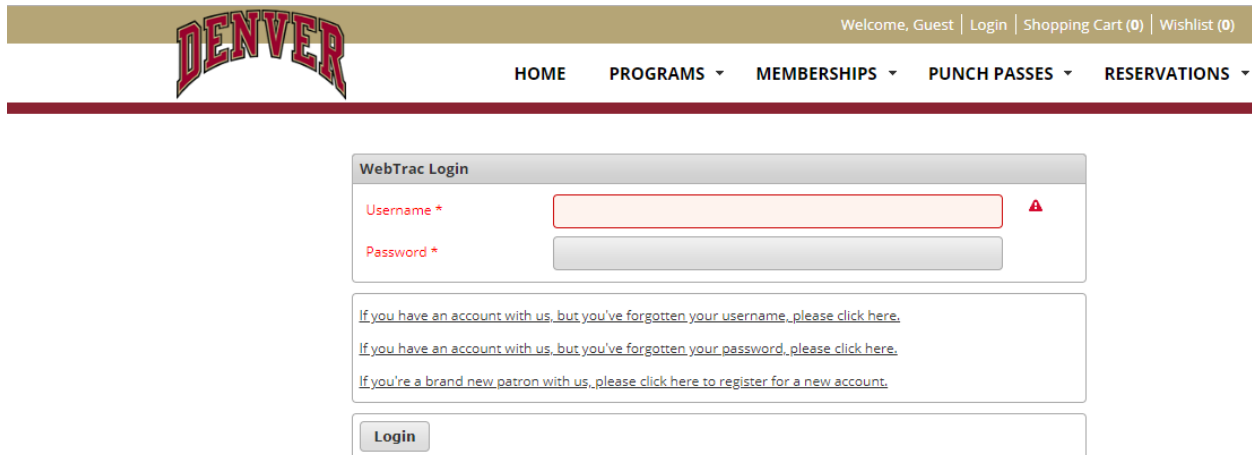 DENVER
Welcome, Guest | Login | Shopping Cart (0) | Wishlist (0)
HOME PROGRAMS MEMBERSHIPS PUNCH PASSES RESERVATIONS
WebTrac Login
Username *
Password *
If you have an account with us, but you've forgotten your username, please click here.
If you have an account with us, but you've forgotten your password, please click here.
If you're a brand new patron with us, please click here to register for a new account.
Login